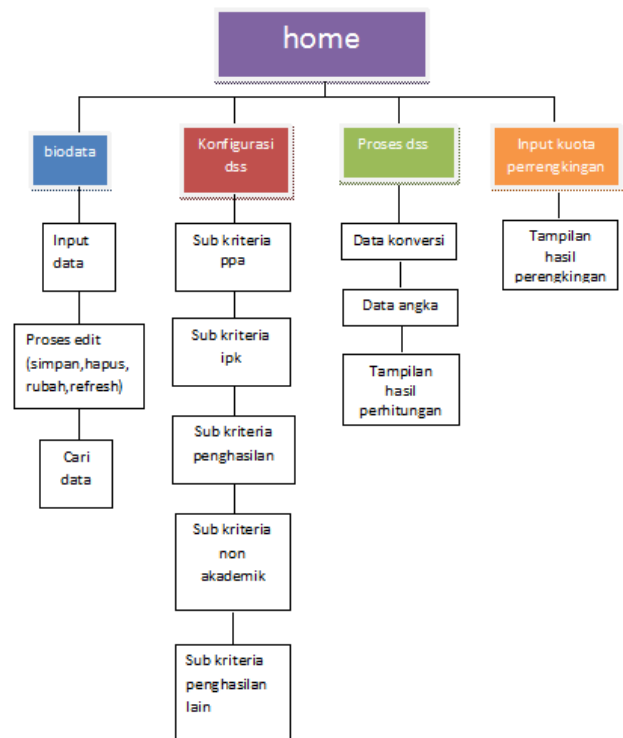 home
biodata
Konfigurasi
dss
Proses dss
Input kuota
perrengkingan
Input
data
Proses edit
(simpan,hapus,
rubah,refresh)
Cari
data
Sub kriteria
ppa
Sub kriteria
ipk
Sub kriteria
penghasilan
Sub kriteria
non
akademik
Sub kriteria
penghasilan
lain
Data konversi
Data angka
Tampilan
hasil
perhitungan
Tampilan
hasil
perengkingan